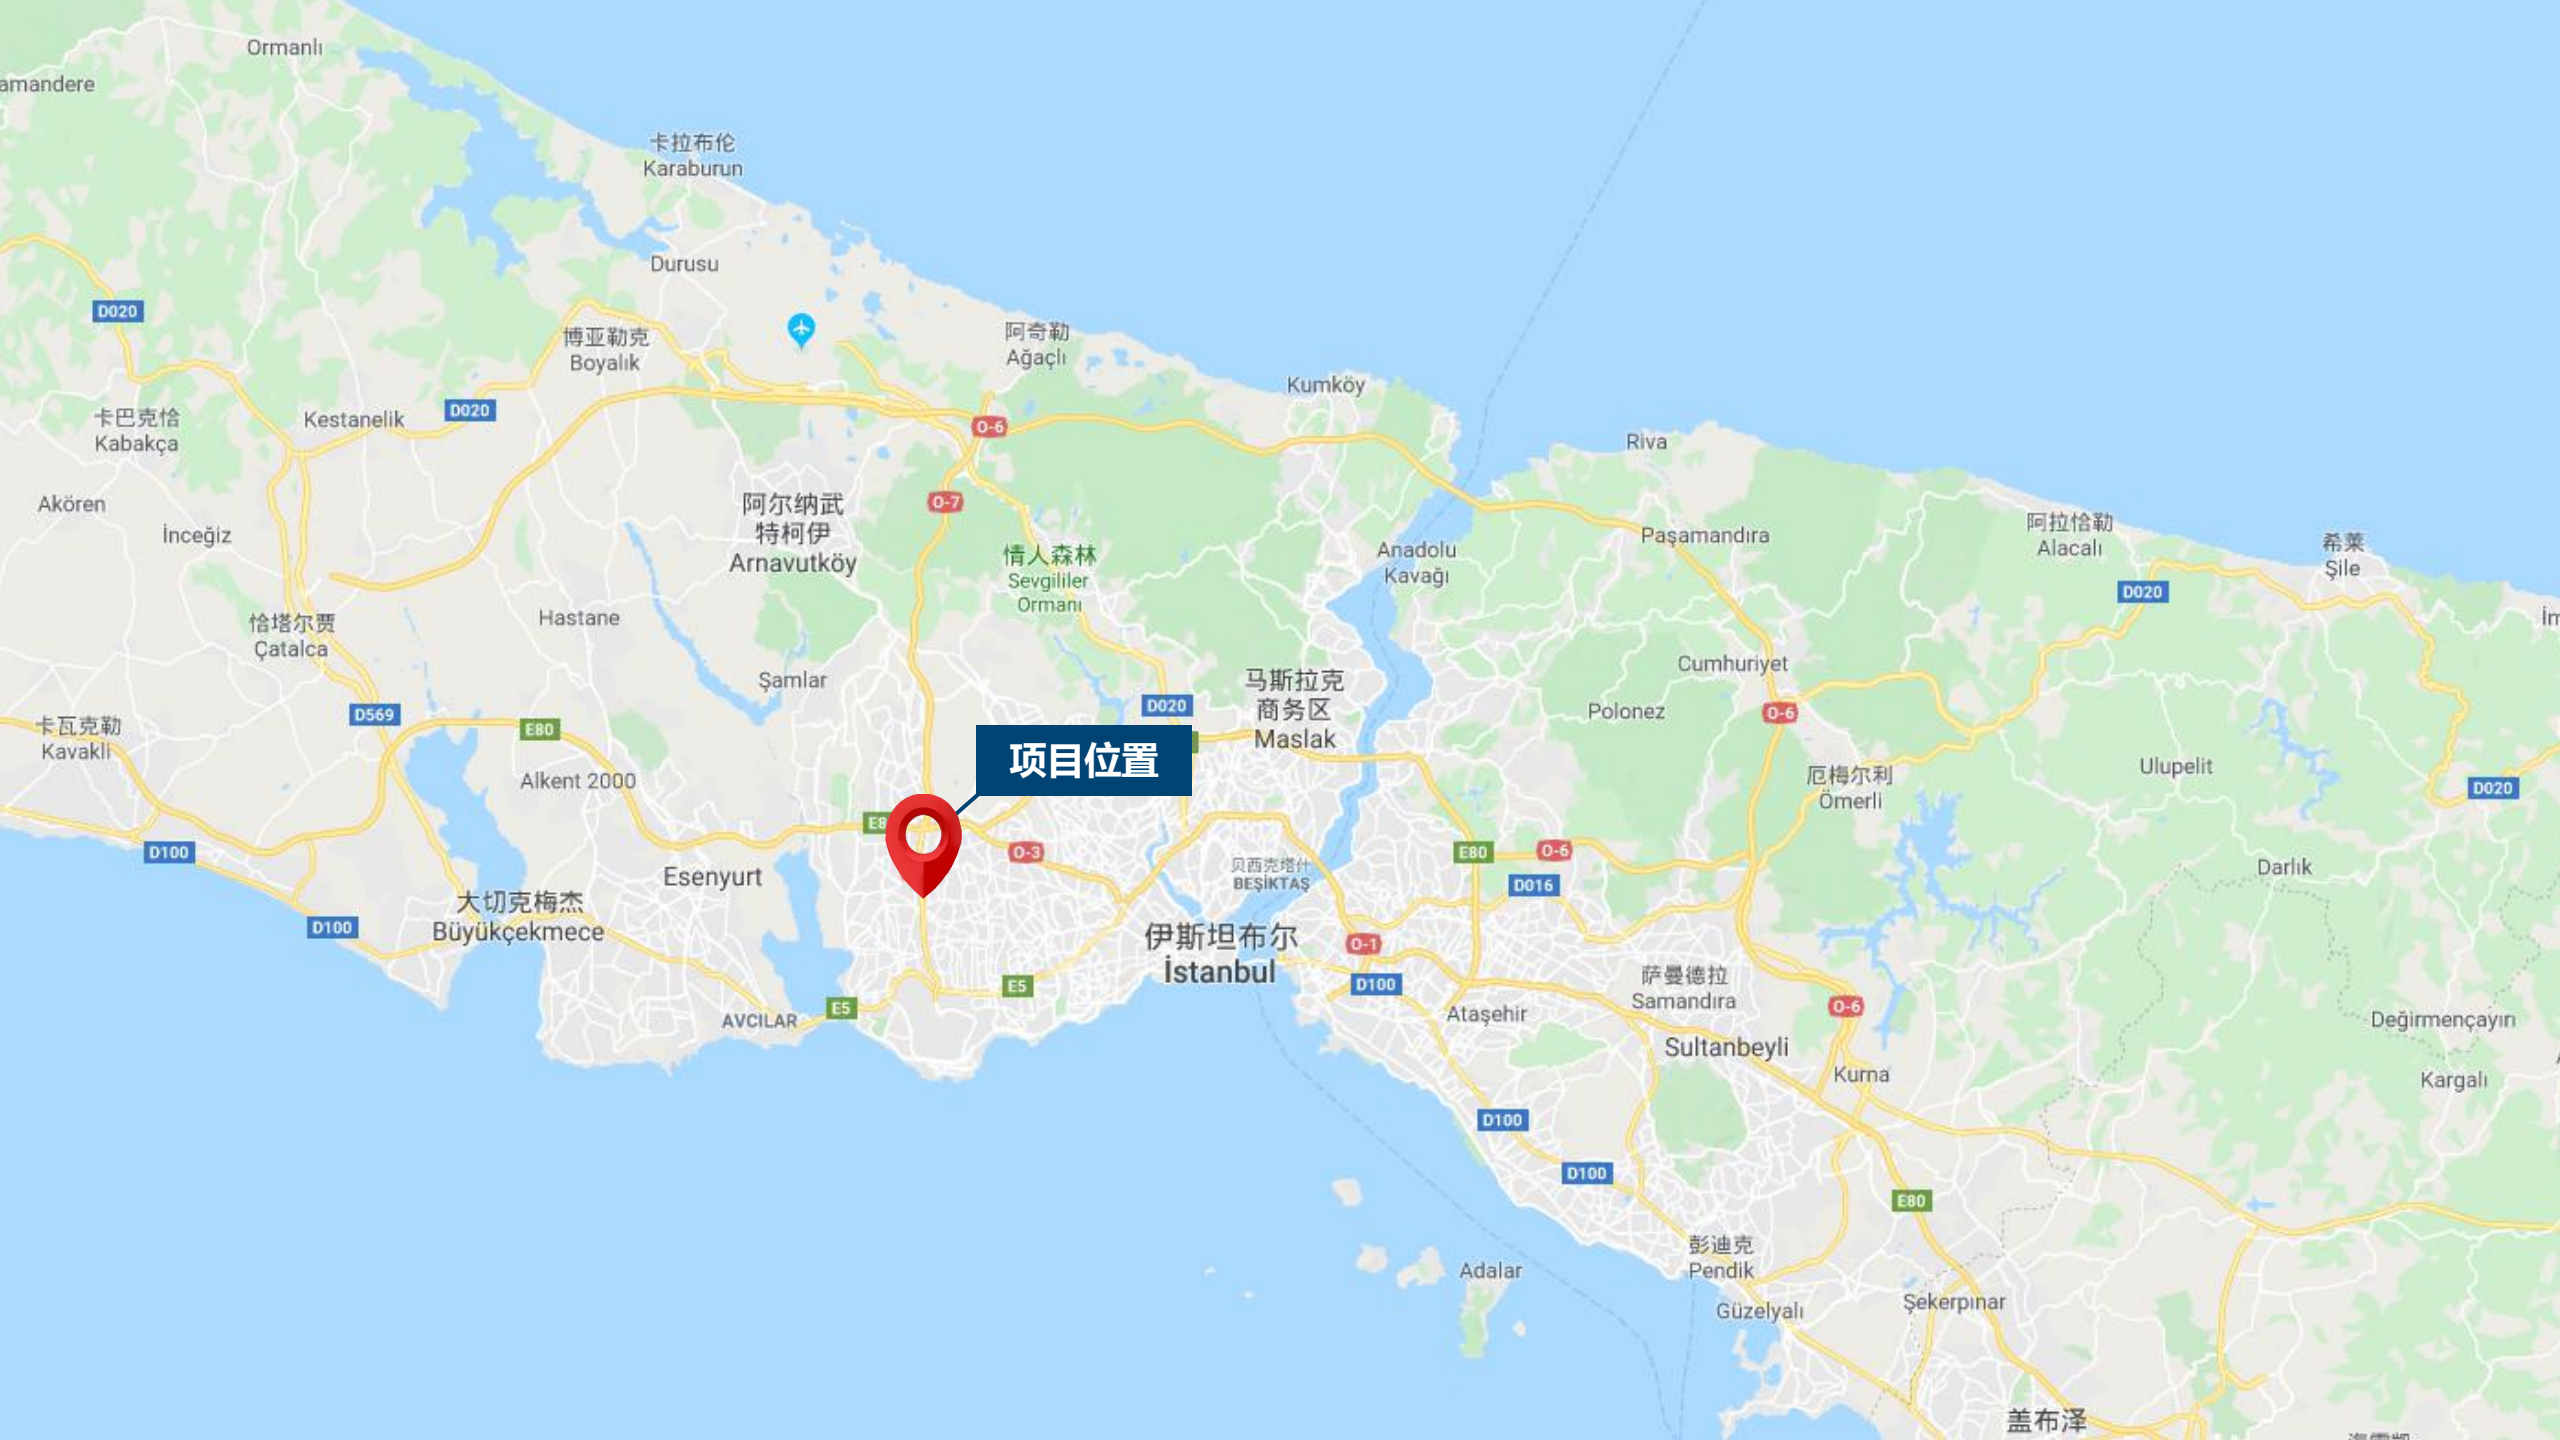 Ormanlı
amandere
卡拉布伦
Karaburun
Durusu
D020
博亚勒克
Boyalık
阿奇勒
Ağaçlı
Kumköy
卡巴克恰
Kabakça
Kestanelik
D020
O-6
Riva
Akören
İnceğiz
阿尔纳武
特柯伊
Arnavutköy
O-7
情人森林
Sevgililer
Ormanı
Anadolu
Kavağı
Paşamandıra
阿拉恰勒
Alacalı
希莱
Şile
D020
恰塔尔贾
Çatalca
Hastane
Şamlar
D569
E80
D020
马斯拉克
商务区
Maslak
Cumhuriyet
Polonez
O-6
卡瓦克勒
Kavakli
Alkent 2000
项目位置
厄梅尔利
Ömerli
Ulupelit
D020
D100
E8
O-3
贝西克塔什
BEŞİKTAŞ
E80
O-6
D016
Darlık
Esenyurt
大切克梅杰
Büyükçekmece
D100
伊斯坦布尔
İstanbul
O-1
D100
E5
E5
AVCILAR
Ataşehir
萨曼德拉
Samandıra
O-6
Sultanbeyli
Kurna
Değirmençayırı
Kargalı
D100
D100
E80
彭迪克
Pendik
Adalar
Güzelyalı
Şekerpınar
盖布泽